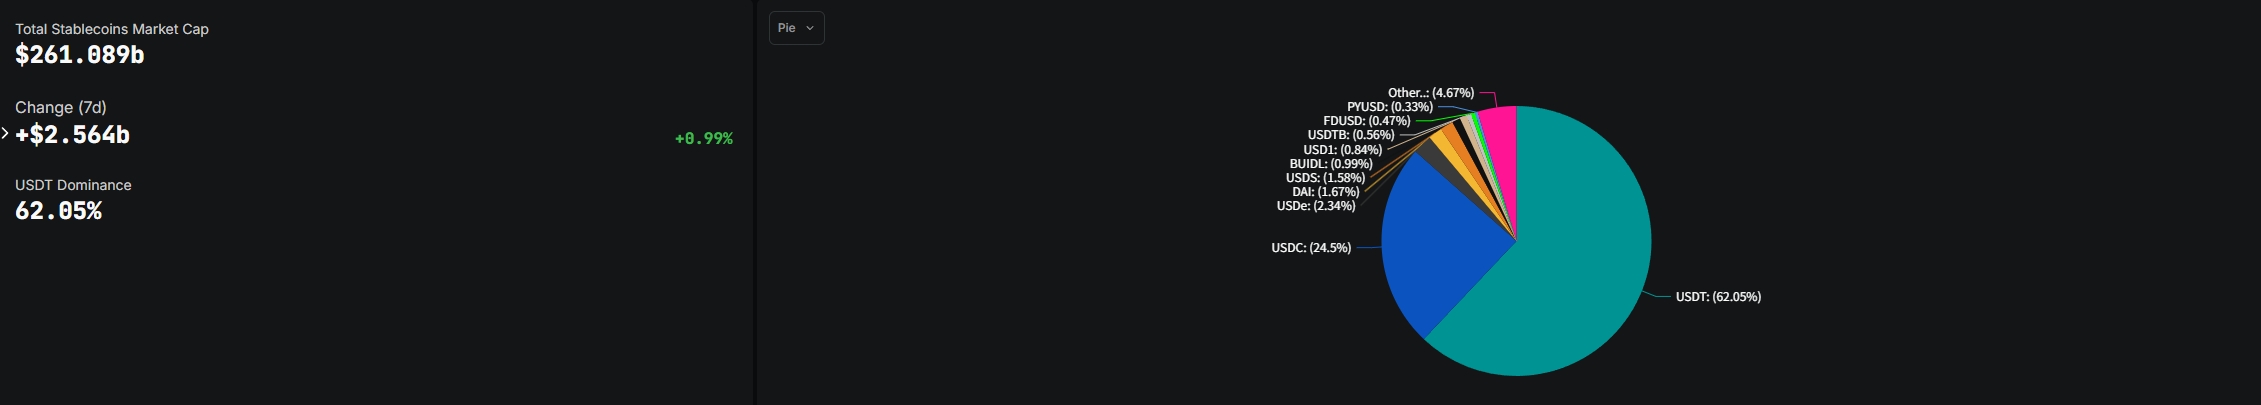 Total Stablecoins Market Cap
$261.089b
Change (7d)
+$2.564b
+0.99%
USDT Dominance
62.05%
Pie
Other..: (4.67%)
PYUSD: (0.33%)
FDUSD: (0.47%)
USDTB: (0.56%)
USD1: (0.84%)
BUIDL: (0.99%)
USDS: (1.58%)
DAI: (1.67%)
USDe: (2.34%)
USDC: (24.5%)
USDT: (62.05%)